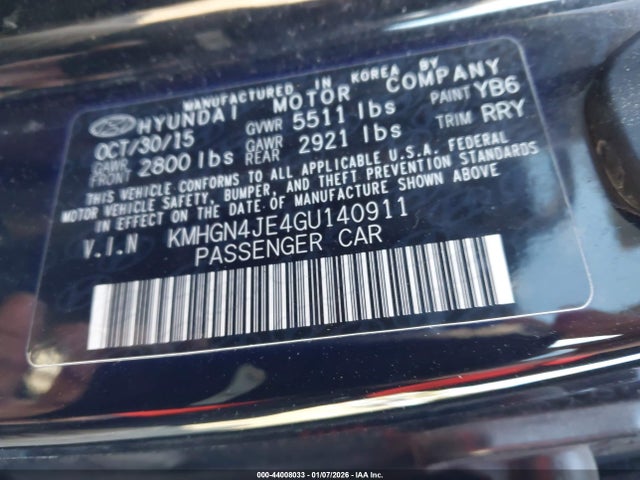 MANUFACTURED IN KOREA BY
HYUNDAI MOTOR COMPANY
OCT/30/15 GVWR 5511 lbs PAINT YB6
GAWR FRONT 2800 lbs GAWR REAR 2921 lbs TRIM RRY
THIS VEHICLE CONFORMS TO ALL APPLICABLE U.S.A. FEDERAL
MOTOR VEHICLE SAFETY, BUMPER, AND THEFT PREVENTION STANDARDS
IN EFFECT ON THE DATE OF MANUFACTURE SHOWN ABOVE.
V.I.N KMHGN4JE4GU140911
PASSENGER CAR
000-44008033 - 01/07/2026 - IAA Inc.